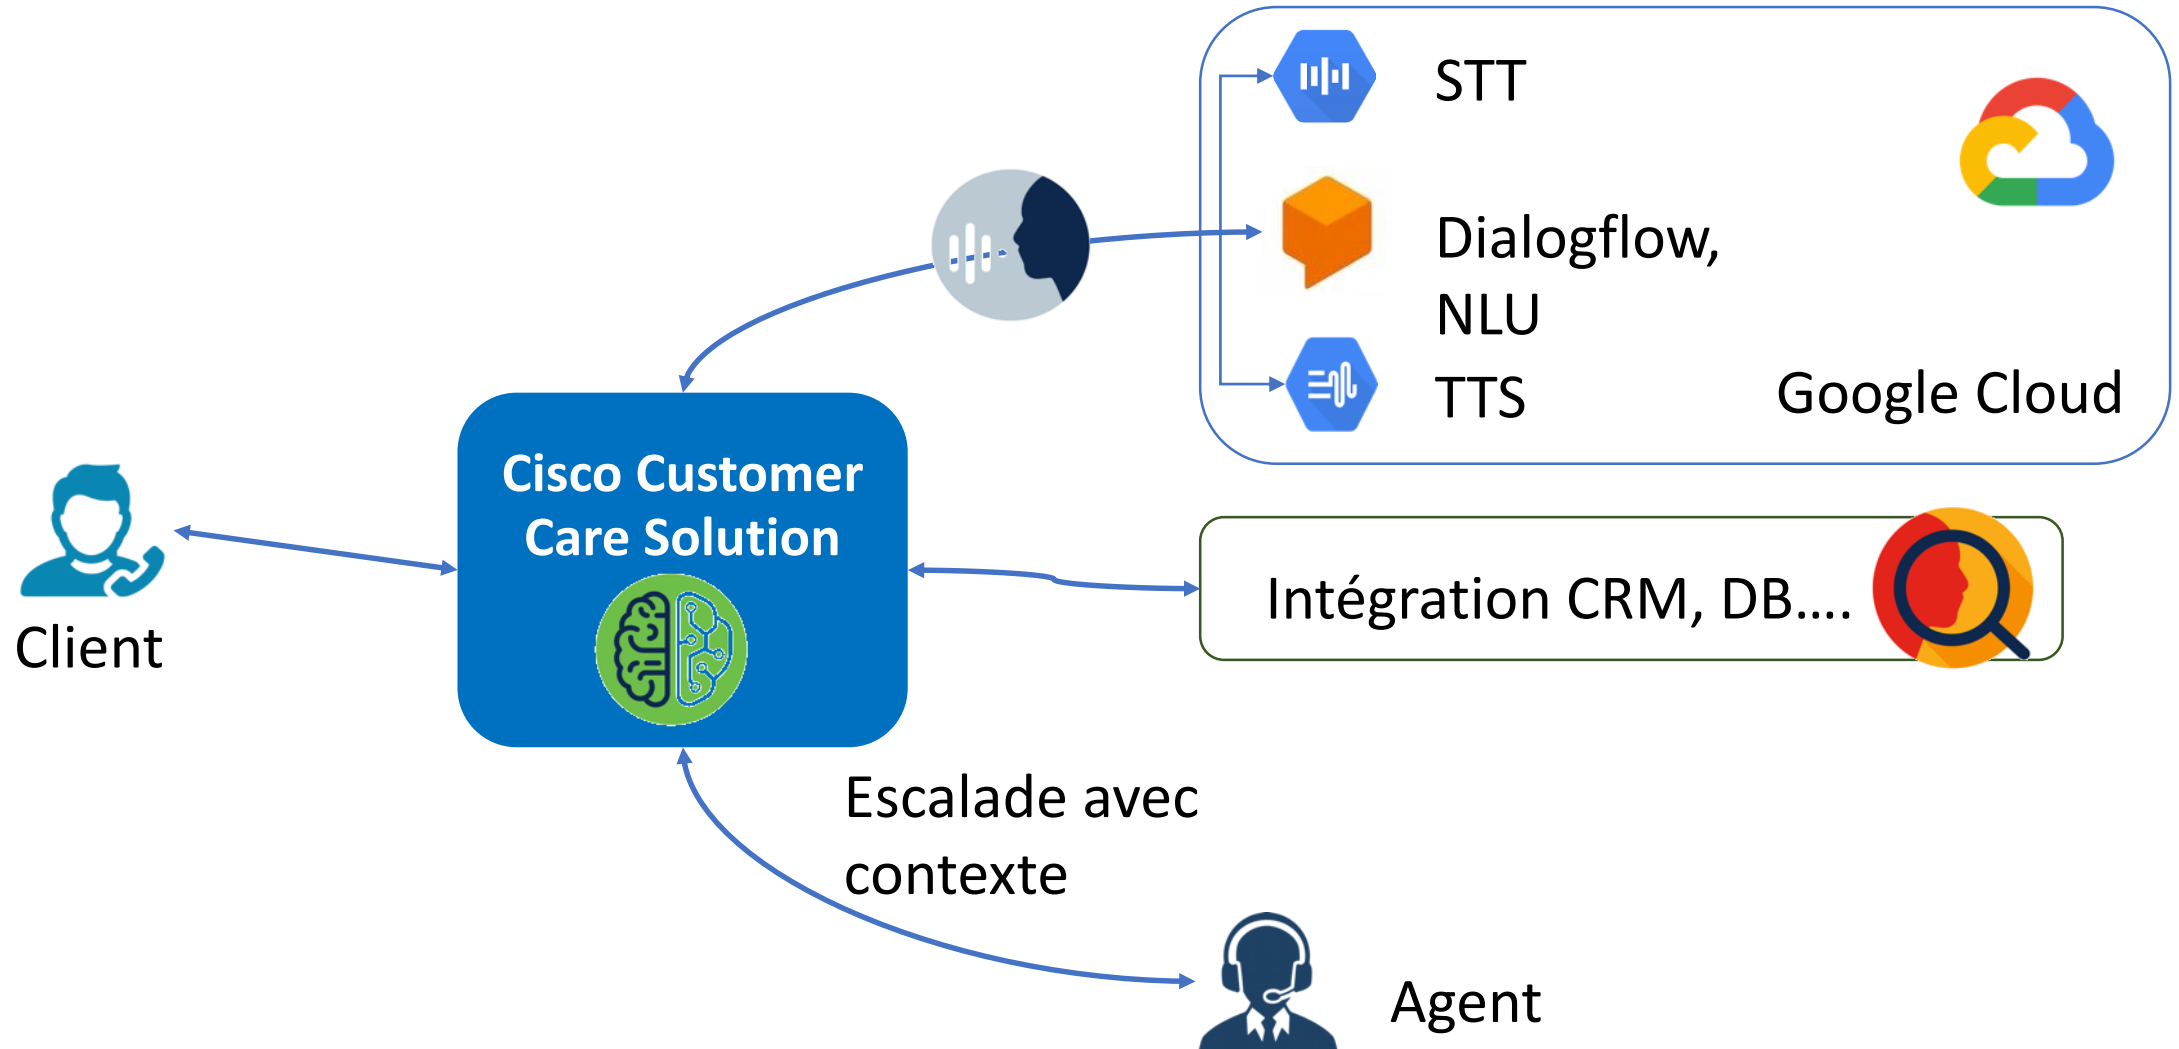 STT
Dialogflow,
NLU
TTS
Google Cloud
Cisco Customer
Care Solution
Client
Intégration CRM, DB....
Escalade avec
contexte
Agent